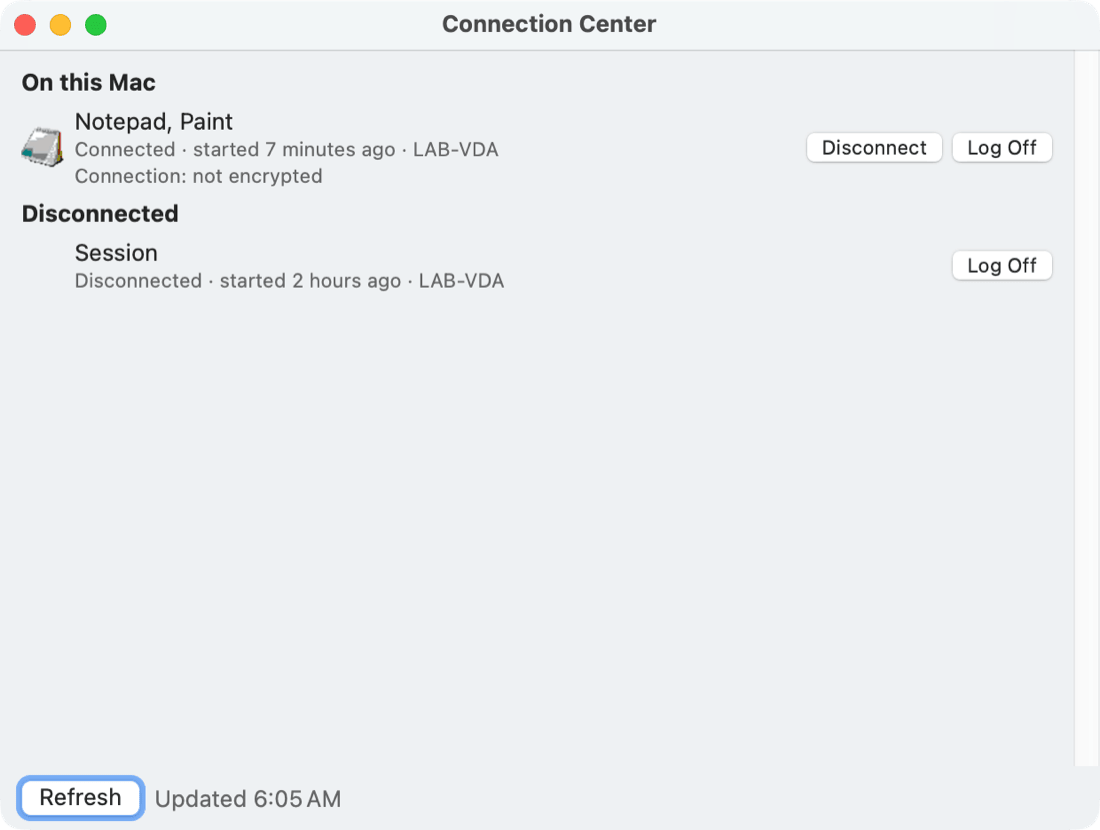 Connection Center
On this Mac
Notepad, Paint
Connected · started 7 minutes ago · LAB-VDA
Connection: not encrypted
Disconnect
Log Off
Disconnected
Session
Disconnected · started 2 hours ago · LAB-VDA
Log Off
Refresh
Updated 6:05 AM